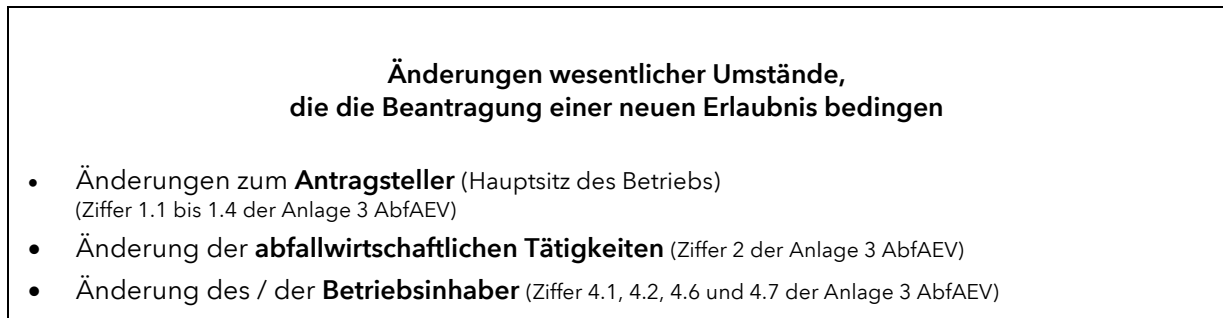 Änderungen wesentlicher Umstände,
die die Beantragung einer neuen Erlaubnis bedingen
• Änderungen zum Antragsteller (Hauptsitz des Betriebs)
(Ziffer 1.1 bis 1.4 der Anlage 3 AbfAEV)
• Änderung der abfallwirtschaftlichen Tätigkeiten (Ziffer 2 der Anlage 3 AbfAEV)
• Änderung des / der Betriebsinhaber (Ziffer 4.1, 4.2, 4.6 und 4.7 der Anlage 3 AbfAEV)